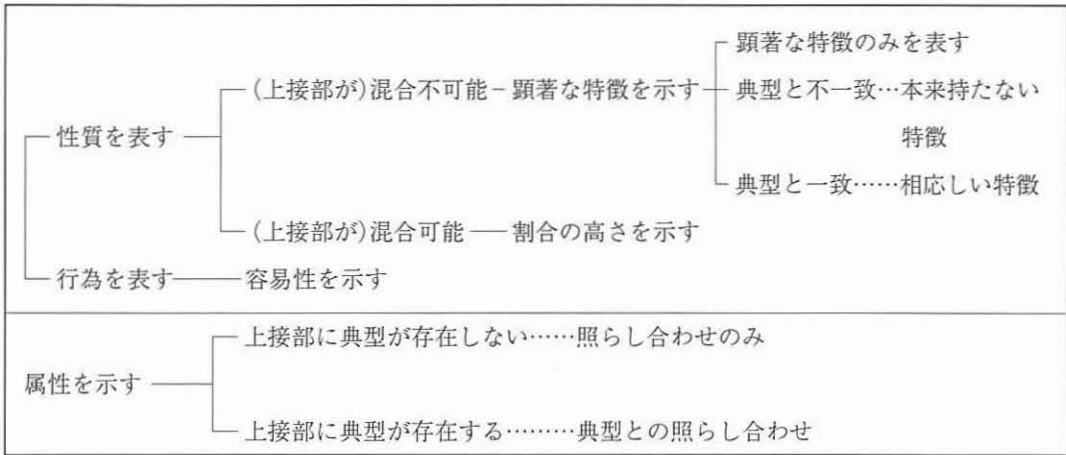 顕著な特徴のみを表す
(上接部が)混合不可能－顕著な特徴を示す
典型と不一致…本来持たない
性質を表す
特徴
典型と一致……相応しい特徴
(上接部が)混合可能――割合の高さを示す
行為を表す――容易性を示す
上接部に典型が存在しない……照らし合わせのみ
属性を示す
上接部に典型が存在する………典型との照らし合わせ